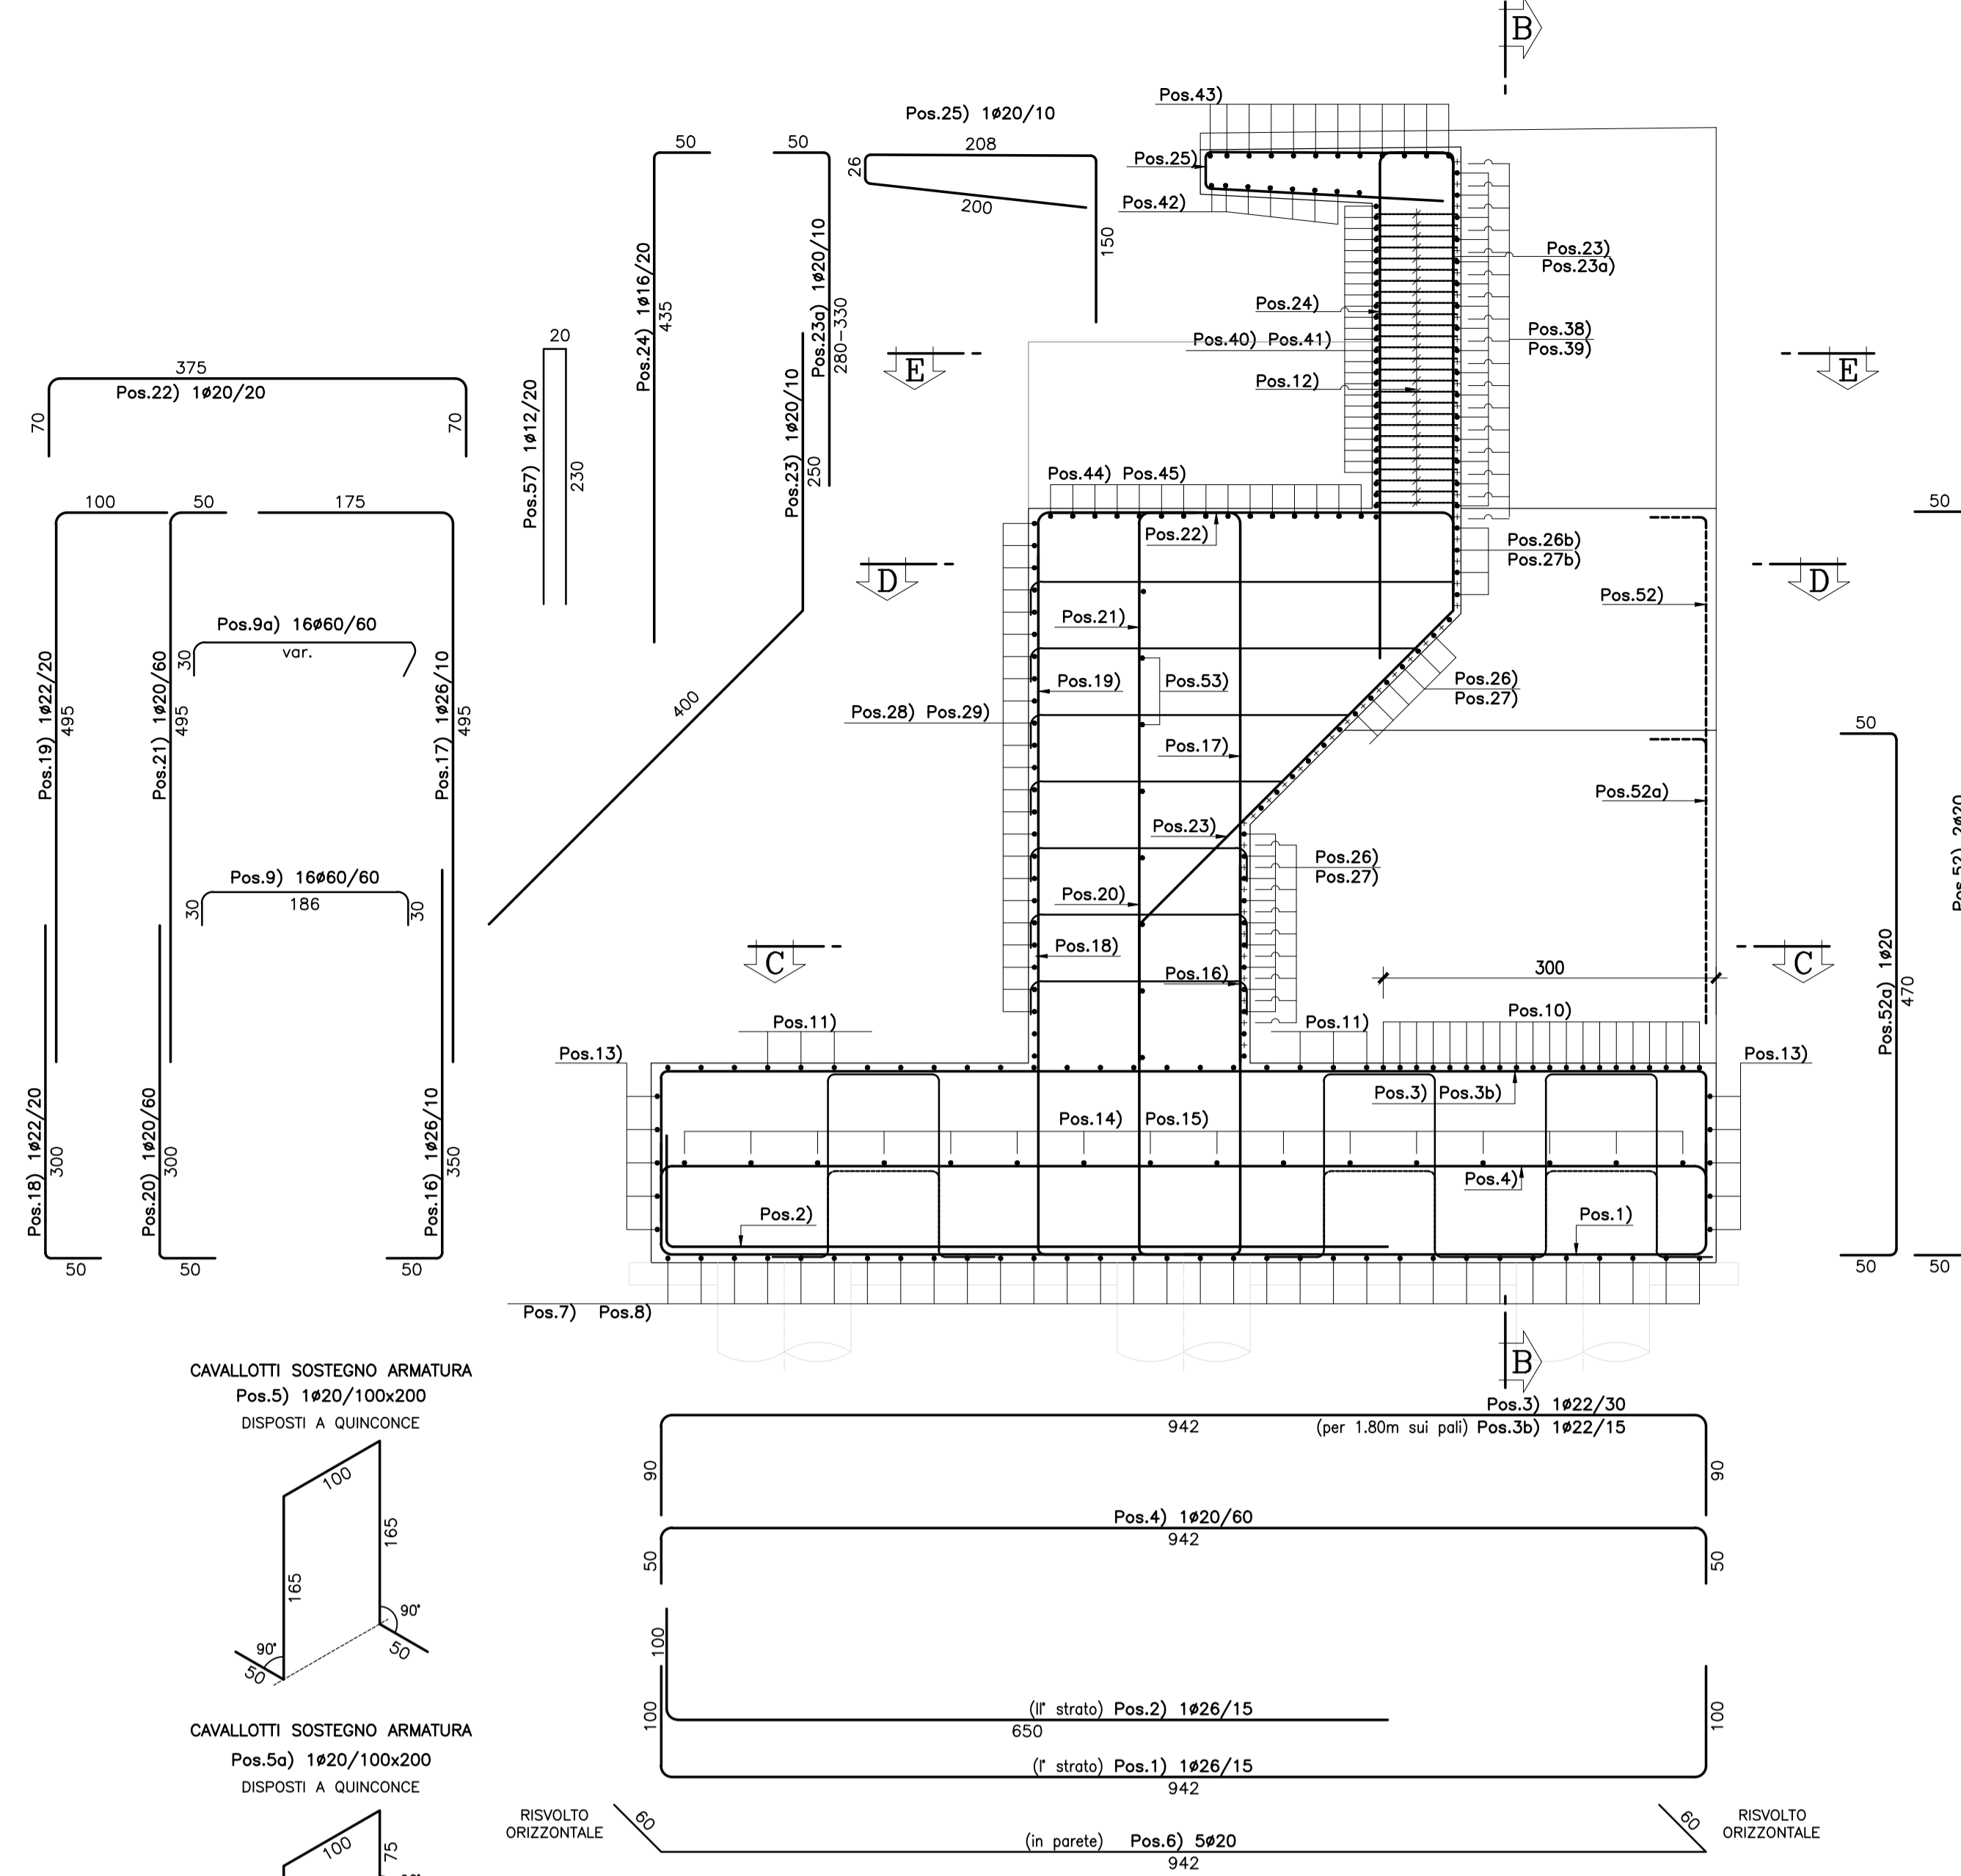 B
Pos.43)
Pos.25) 1ø20/10
50
50
208
26
200
150
Pos.25)
Pos.42)
Pos.24) 1ø16/20
435
Pos.23a) 1ø20/10
280-330
Pos.23)
Pos.23a)
Pos.24)
Pos.40) Pos.41)
Pos.12)
Pos.38)
Pos.39)
E
E
20
Pos.57) 1ø12/20
230
Pos.23) 1ø20/10
250
400
375
Pos.22) 1ø20/20
70
70
100
50
175
Pos.44) Pos.45)
Pos.22)
Pos.26b)
Pos.27b)
50
D
D
Pos.52)
Pos.21)
Pos.9a) 16ø60/60
var.
30
Pos.19) 1ø22/20
495
Pos.21) 1ø20/60
495
Pos.17) 1ø26/10
495
Pos.19)
Pos.53)
Pos.26)
Pos.27)
Pos.28) Pos.29)
Pos.17)
50
Pos.52a)
Pos.23)
Pos.52) 2ø20
Pos.9) 16ø60/60
186
30
30
Pos.26)
Pos.27)
Pos.20)
Pos.18)
Pos.16)
C
C
300
Pos.52a) 1ø20
470
Pos.11)
Pos.11)
Pos.10)
Pos.13)
Pos.13)
Pos.3) Pos.3b)
Pos.14) Pos.15)
Pos.4)
Pos.18) 1ø22/20
300
Pos.20) 1ø20/60
300
Pos.16) 1ø26/10
350
Pos.2)
Pos.1)
50
50
50
50
50
Pos.7) Pos.8)
B
CAVALLOTTI SOSTEGNO ARMATURA
Pos.5) 1ø20/100x200
DISPOSTI A QUINCONCE
100
165
165
90°
90°
50
50
Pos.3) 1ø22/30
942
(per 1.80m sui pali) Pos.3b) 1ø22/15
90
90
Pos.4) 1ø20/60
942
50
50
100
(II° strato) Pos.2) 1ø26/15
650
100
100
(I° strato) Pos.1) 1ø26/15
942
CAVALLOTTI SOSTEGNO ARMATURA
Pos.5a) 1ø20/100x200
DISPOSTI A QUINCONCE
100
75
RISVOLTO
ORIZZONTALE
60
(in parete) Pos.6) 5ø20
942
60
RISVOLTO
ORIZZONTALE